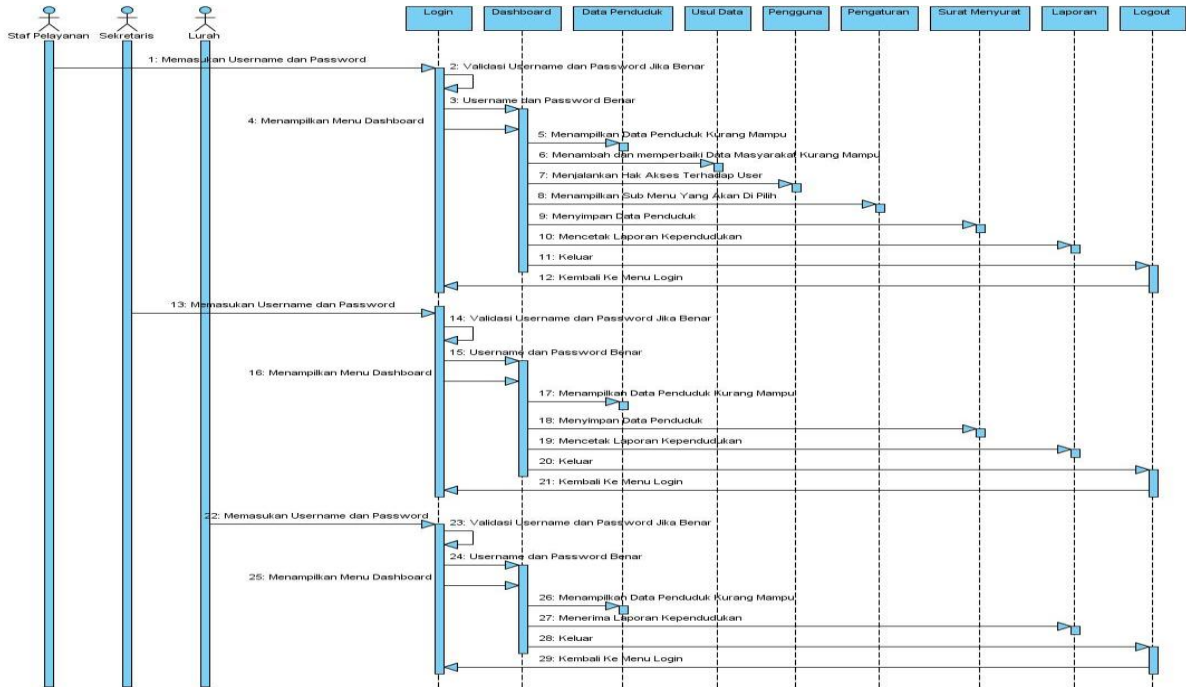 Login
Dashboard
Data Penduduk
Usul Data
Pengguna
Pengaturan
Surat Menyurat
Laporan
Logout
Staf Pelayanan
Sekretaris
Lurah
1: Memasukan Username dan Password
2: Validasi Username dan Password Jika Benar
3: Username dan Password Benar
4: Menampilkan Menu Dashboard
5: Menampilkan Data Penduduk Kurang Mampu
6: Menambah dan memperbaiki Data Masyarakat Kurang Mampu
7: Menjalankan Hak Akses Terhadap User
8: Menampilkan Sub Menu Yang Akan Di Pilih
9: Menyimpan Data Penduduk
10: Mencetak Laporan Kependudukan
11: Keluar
12: Kembali Ke Menu Login
13: Memasukan Username dan Password
14: Validasi Username dan Password Jika Benar
15: Username dan Password Benar
16: Menampilkan Menu Dashboard
17: Menampilkan Data Penduduk Kurang Mampu
18: Menyimpan Data Penduduk
19: Mencetak Laporan Kependudukan
20: Keluar
21: Kembali Ke Menu Login
22: Memasukan Username dan Password
23: Validasi Username dan Password Jika Benar
24: Username dan Password Benar
25: Menampilkan Menu Dashboard
26: Menampilkan Data Penduduk Kurang Mampu
27: Menerima Laporan Kependudukan
28: Keluar
29: Kembali Ke Menu Login